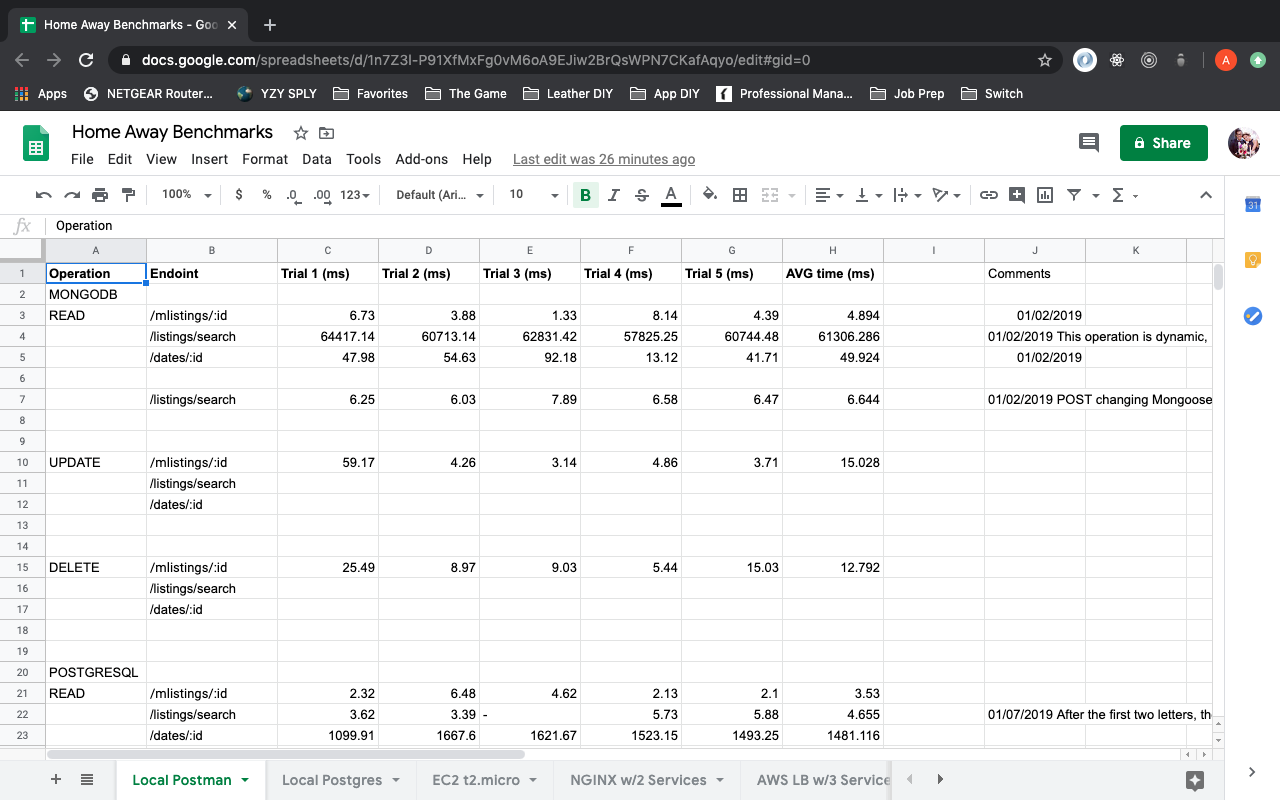 Home Away Benchmarks - Goo
docs.google.com/spreadsheets/d/1n7Z3I-P91XfMxFg0vM6oA9EJiw2BrQsWPN7CKafAqyo/edit#gid=0
A
Apps NETGEAR Router... YZY SPLY Favorites The Game Leather DIY App DIY Professional Mana... Job Prep Switch
Home Away Benchmarks
File Edit View Insert Format Data Tools Add-ons Help Last edit was 26 minutes ago
Share
100% $ % .0 .00 123 Default (Ari... 10 B I S A
31
fx Operation
A B C D E F G H I J K
1 Operation Endoint Trial 1 (ms) Trial 2 (ms) Trial 3 (ms) Trial 4 (ms) Trial 5 (ms) AVG time (ms) Comments
2 MONGODB
3 READ /mlistings/:id 6.73 3.88 1.33 8.14 4.39 4.894 01/02/2019
4 /listings/search 64417.14 60713.14 62831.42 57825.25 60744.48 61306.286 01/02/2019 This operation is dynamic,
5 /dates/:id 47.98 54.63 92.18 13.12 41.71 49.924 01/02/2019
6
7 /listings/search 6.25 6.03 7.89 6.58 6.47 6.644 01/02/2019 POST changing Mongoose
8
9
10 UPDATE /mlistings/:id 59.17 4.26 3.14 4.86 3.71 15.028
11 /listings/search
12 /dates/:id
13
14
15 DELETE /mlistings/:id 25.49 8.97 9.03 5.44 15.03 12.792
16 /listings/search
17 /dates/:id
18
19
20 POSTGRESQL
21 READ /mlistings/:id 2.32 6.48 4.62 2.13 2.1 3.53
22 /listings/search 3.62 3.39 - 5.73 5.88 4.655 01/07/2019 After the first two letters, th
23 /dates/:id 1099.91 1667.6 1621.67 1523.15 1493.25 1481.116
Local Postman Local Postgres EC2 t2.micro NGINX w/2 Services AWS LB w/3 Service